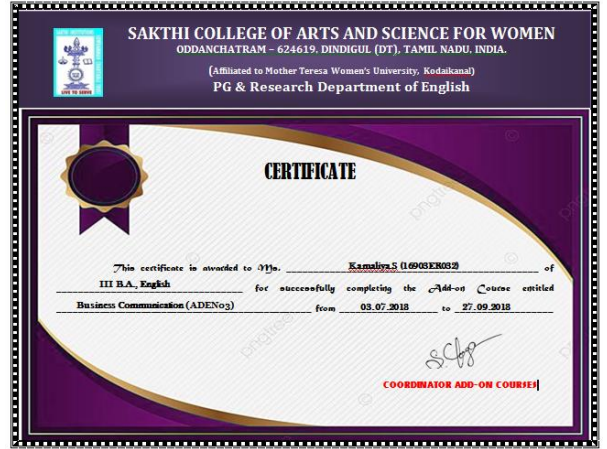 SAKTHI COLLEGE OF ARTS AND SCIENCE FOR WOMEN
ODDANCHATRAM – 624619. DINDIGUL (DT), TAMIL NADU. INDIA.
(Affiliated to Mother Teresa Women's University, Kodaikanal)
PG & Research Department of English
LIVE TO SERVE
CERTIFICATE
This certificate is awarded to Ms. Kamaliya.S (16903ER032) of
III B.A., English for successfully completing the Add-on Course entitled
Business Communication (ADEN03) from 03.07.2018 to 27.09.2018
COORDINATOR ADD-ON COURSES